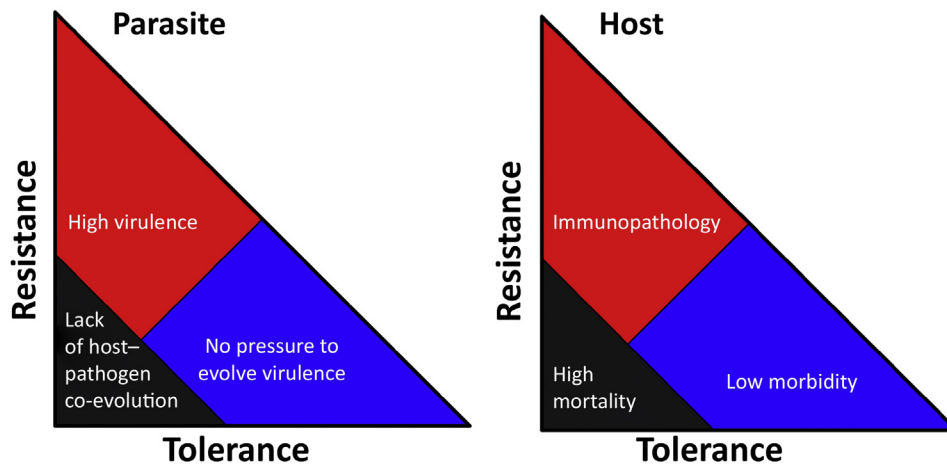 Parasite
Resistance
High virulence
Lack
of host–
pathogen
co-evolution
No pressure to
evolve virulence
Tolerance
Host
Resistance
Immunopathology
High
mortality
Low morbidity
Tolerance